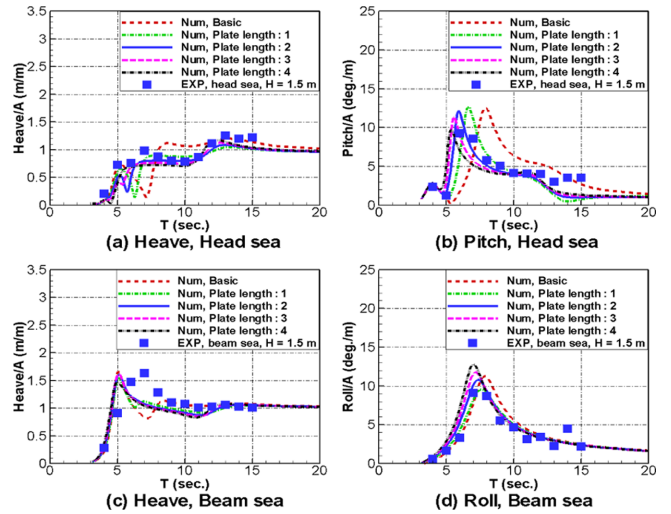 3.5
3
2.5
2
1.5
1
0.5
0
Heave/A (m/m)
Num, Basic
Num, Plate length : 1
Num, Plate length : 2
Num, Plate length : 3
Num, Plate length : 4
EXP, head sea, H = 1.5 m
0 5 10 15 20
T (sec.)
(a) Heave, Head sea
25
20
15
10
5
0
Pitch/A (deg./m)
Num, Basic
Num, Plate length : 1
Num, Plate length : 2
Num, Plate length : 3
Num, Plate length : 4
EXP, head sea, H = 1.5 m
0 5 10 15 20
T (sec.)
(b) Pitch, Head sea
3.5
3
2.5
2
1.5
1
0.5
0
Heave/A (m/m)
Num, Basic
Num, Plate length : 1
Num, Plate length : 2
Num, Plate length : 3
Num, Plate length : 4
EXP, beam sea, H = 1.5 m
0 5 10 15 20
T (sec.)
(c) Heave, Beam sea
25
20
15
10
5
0
Roll/A (deg./m)
Num, Basic
Num, Plate length : 1
Num, Plate length : 2
Num, Plate length : 3
Num, Plate length : 4
EXP, beam sea, H = 1.5 m
0 5 10 15 20
T (sec.)
(d) Roll, Beam sea